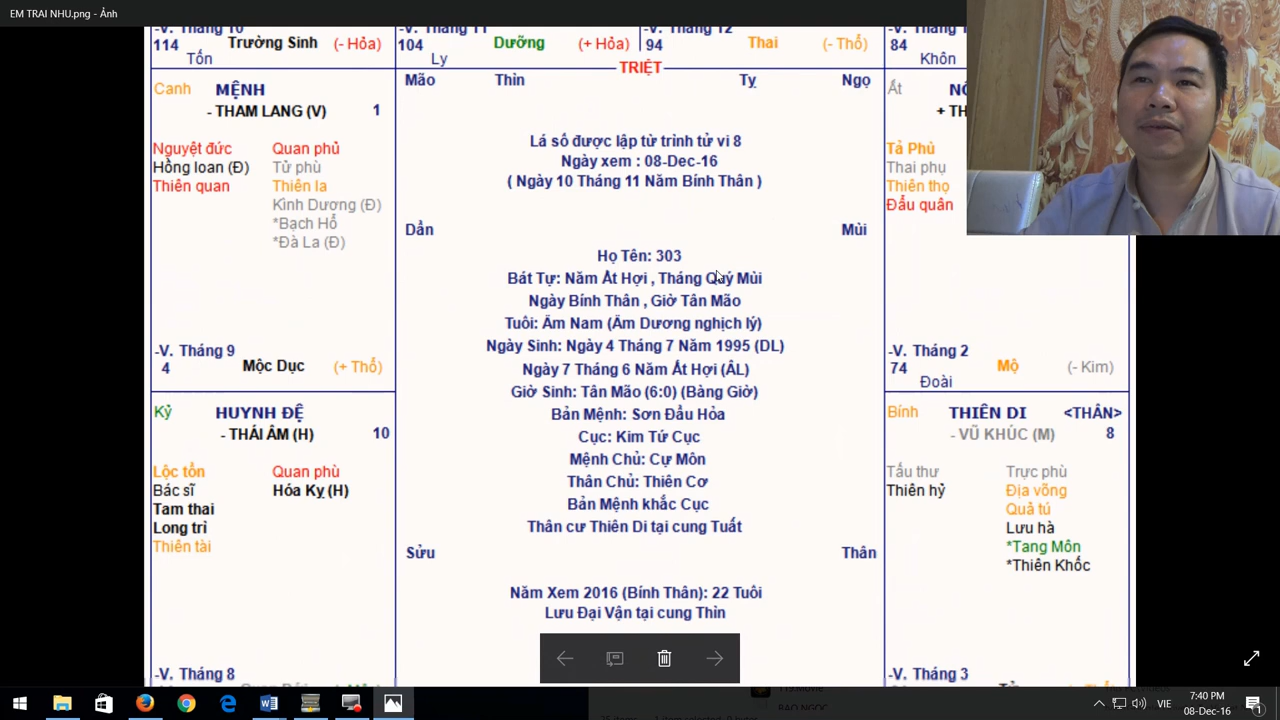 EM TRAI NHU.png - Ảnh
114
Trường Sinh
(- Hỏa)
Tốn
104
Dưỡng
(+ Hỏa)
Ly
94
Thai
(- Thổ)
84
Khôn
TRIỆT
Canh
MỆNH
- THAM LANG (V)
1
Nguyệt đức
Hồng loan (Đ)
Thiên quan
Quan phủ
Tử phù
Thiên la
Kình Dương (Đ)
*Bạch Hổ
*Đà La (Đ)
-V. Tháng 9
4
Mộc Dục
(+ Thổ)
Mão
Thìn
Tỵ
Ngọ
Lá số được lập từ trình tử vi 8
Ngày xem : 08-Dec-16
( Ngày 10 Tháng 11 Năm Bính Thân )
Dần
Mùi
Họ Tên: 303
Bát Tự: Năm Ất Hợi , Tháng Quý Mùi
Ngày Bính Thân , Giờ Tân Mão
Tuổi: Âm Nam (Âm Dương nghịch lý)
Ngày Sinh: Ngày 4 Tháng 7 Năm 1995 (DL)
Ngày 7 Tháng 6 Năm Ất Hợi (ÂL)
Giờ Sinh: Tân Mão (6:0) (Bàng Giờ)
Bản Mệnh: Sơn Đầu Hỏa
Cục: Kim Tứ Cục
Mệnh Chủ: Cự Môn
Thân Chủ: Thiên Cơ
Bản Mệnh khắc Cục
Thân cư Thiên Di tại cung Tuất
Sửu
Thân
Năm Xem 2016 (Bính Thân): 22 Tuổi
Lưu Đại Vận tại cung Thìn
Ất
Tả Phù
Thai phụ
Thiên thọ
Đẩu quân
-V. Tháng 2
74
Mộ
(- Kim)
Đoài
Kỷ
HUYNH ĐỆ
- THÁI ÂM (H)
10
Lộc tồn
Bác sĩ
Tam thai
Long trì
Thiên tài
Quan phù
Hóa Kỵ (H)
-V. Tháng 8
Bính
THIÊN DI
<THÂN>
- VŨ KHÚC (M)
8
Tấu thư
Thiên hỷ
Trực phù
Địa võng
Quả tú
Lưu hà
*Tang Môn
*Thiên Khốc
-V. Tháng 3
VIE
7:40 PM
08-Dec-16